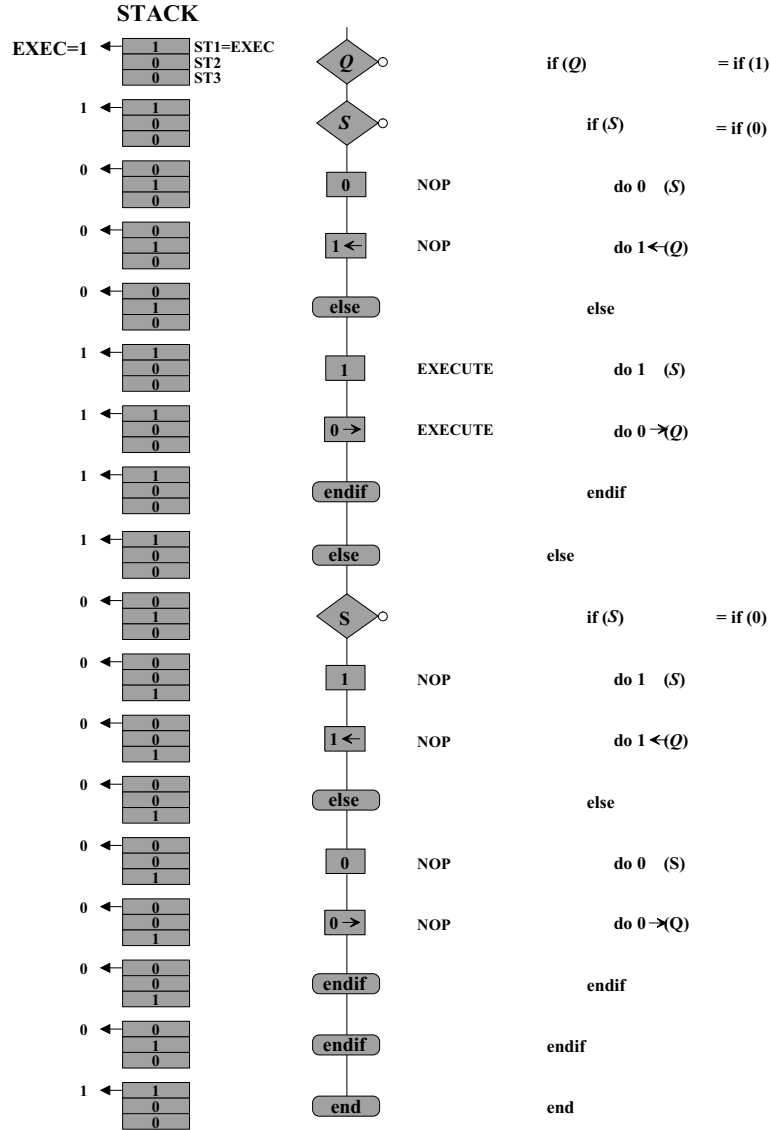 STACK
EXEC=1 1 ST1=EXEC Q if (Q) = if (1)
0 ST2
0 ST3
1 1 S if (S) = if (0)
0
0
0 0 0 NOP do 0 (S)
1
0
0 0 1← NOP do 1←(Q)
1
0
0 0 else else
1
0
1 1 1 EXECUTE do 1 (S)
0
0
1 1 0→ EXECUTE do 0→(Q)
0
0
1 1 endif endif
0
0
1 1 else else
0
0
0 0 S if (S) = if (0)
1
0
0 0 1 NOP do 1 (S)
0
1
0 0 1← NOP do 1←(Q)
0
1
0 0 else else
0
1
0 0 0 NOP do 0 (S)
0
1
0 0 0→ NOP do 0→(Q)
0
1
0 0 endif endif
0
1
0 0 endif endif
1
0
1 1 end end
0
0